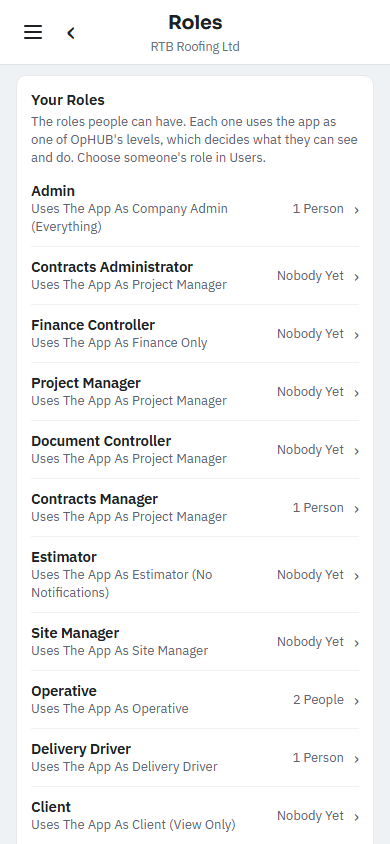 Roles
RTB Roofing Ltd
Your Roles
The roles people can have. Each one uses the app as
one of OpHUB's levels, which decides what they can see
and do. Choose someone's role in Users.
Admin
Uses The App As Company Admin
(Everything)
1 Person
Contracts Administrator
Uses The App As Project Manager
Nobody Yet
Finance Controller
Uses The App As Finance Only
Nobody Yet
Project Manager
Uses The App As Project Manager
Nobody Yet
Document Controller
Uses The App As Project Manager
Nobody Yet
Contracts Manager
Uses The App As Project Manager
1 Person
Estimator
Uses The App As Estimator (No
Notifications)
Nobody Yet
Site Manager
Uses The App As Site Manager
Nobody Yet
Operative
Uses The App As Operative
2 People
Delivery Driver
Uses The App As Delivery Driver
1 Person
Client
Uses The App As Client (View Only)
Nobody Yet